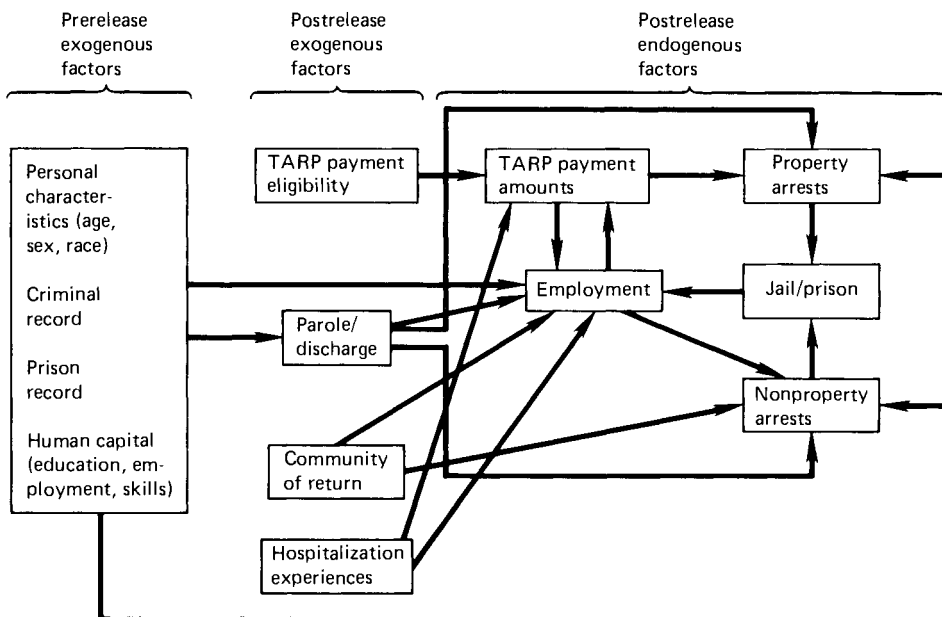 Prerelease
exogenous
factors
Postrelease
exogenous
factors
Postrelease
endogenous
factors
Personal
character-
istics (age,
sex, race)
Criminal
record
Prison
record
Human capital
(education, em-
ployment, skills)
TARP payment
eligibility
Parole/
discharge
Community
of return
Hospitalization
experiences
TARP payment
amounts
Employment
Property
arrests
Jail/prison
Nonproperty
arrests